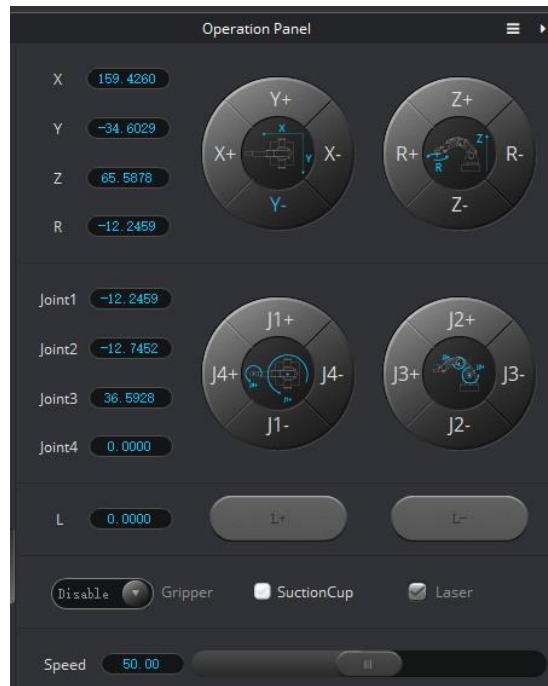 Operation Panel
X 159.4260
Y -34.6029
Z 65.5878
R -12.2459
Y+
X+ X-
Y-
X
Y
Z+
R+ R-
Z-
Z
R
Joint1 -12.2459
Joint2 -12.7452
Joint3 36.5928
Joint4 0.0000
J1+
J4+ J4-
J1-
J2+
J3+ J3-
J2-
L 0.0000 L+ L-
Disable Gripper SuctionCup Laser
Speed 50.00